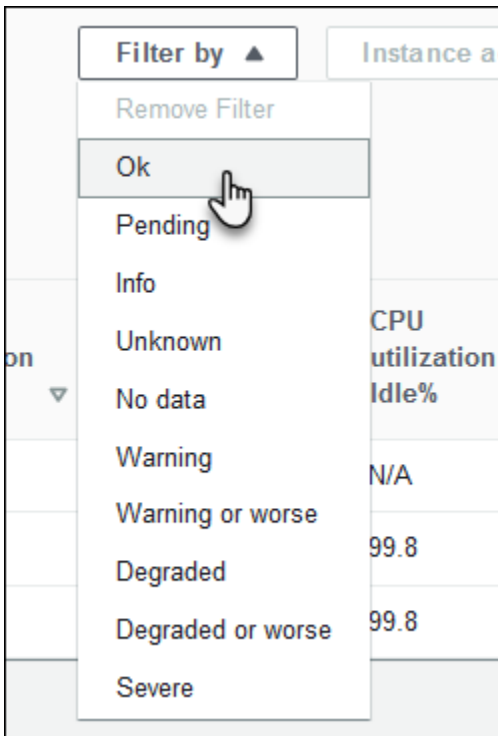 Filter by ▲
Instance a
Remove Filter
Ok
Pending
Info
Unknown
No data
Warning
Warning or worse
Degraded
Degraded or worse
Severe
on
CPU
utilization
Idle%
N/A
99.8
99.8